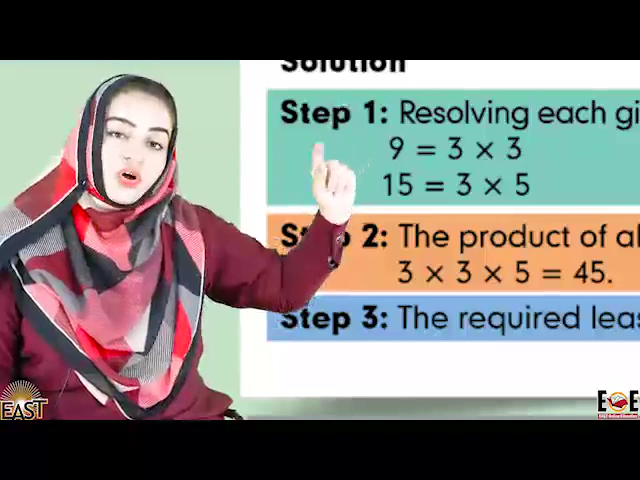 Solution
Step 1: Resolving each gi
9 = 3 × 3
15 = 3 × 5
2: The product of al
3 × 3 × 5 = 45.
Step 3: The required leas
EAST